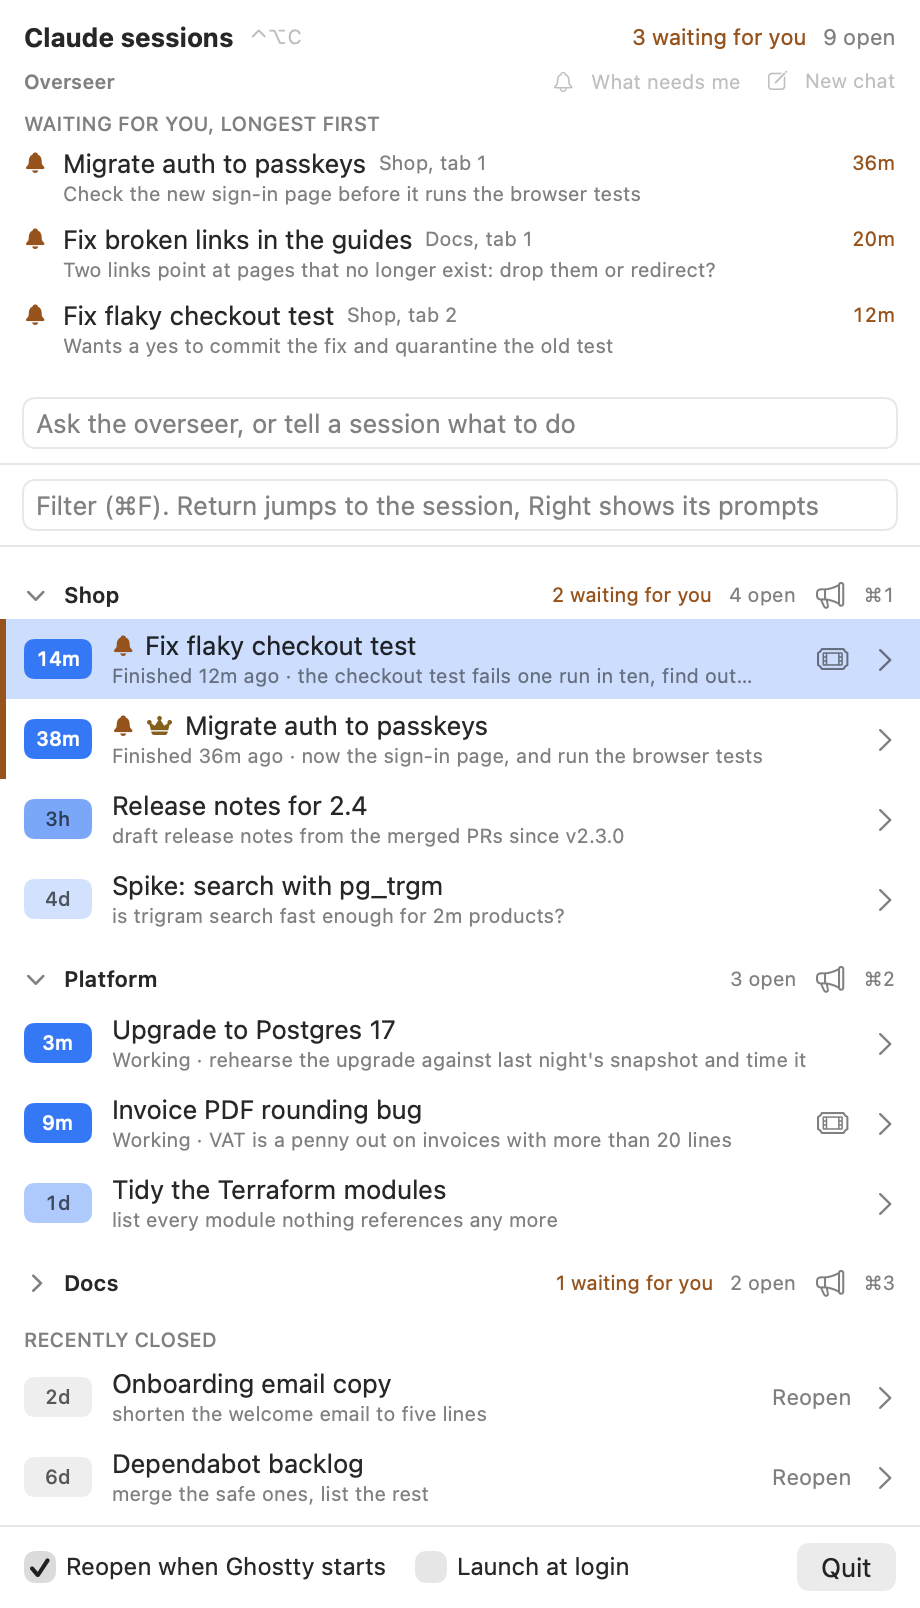 Claude sessions ^⌥C 3 waiting for you 9 open
Overseer What needs me New chat
WAITING FOR YOU, LONGEST FIRST
Migrate auth to passkeys Shop, tab 1 36m
Check the new sign-in page before it runs the browser tests
Fix broken links in the guides Docs, tab 1 20m
Two links point at pages that no longer exist: drop them or redirect?
Fix flaky checkout test Shop, tab 2 12m
Wants a yes to commit the fix and quarantine the old test
Ask the overseer, or tell a session what to do
Filter (⌘F). Return jumps to the session, Right shows its prompts
Shop 2 waiting for you 4 open ⌘1
14m Fix flaky checkout test
Finished 12m ago · the checkout test fails one run in ten, find out...
38m Migrate auth to passkeys
Finished 36m ago · now the sign-in page, and run the browser tests
3h Release notes for 2.4
draft release notes from the merged PRs since v2.3.0
4d Spike: search with pg_trgm
is trigram search fast enough for 2m products?
Platform 3 open ⌘2
3m Upgrade to Postgres 17
Working · rehearse the upgrade against last night's snapshot and time it
9m Invoice PDF rounding bug
Working · VAT is a penny out on invoices with more than 20 lines
1d Tidy the Terraform modules
list every module nothing references any more
Docs 1 waiting for you 2 open ⌘3
RECENTLY CLOSED
2d Onboarding email copy Reopen
shorten the welcome email to five lines
6d Dependabot backlog Reopen
merge the safe ones, list the rest
Reopen when Ghostty starts Launch at login Quit